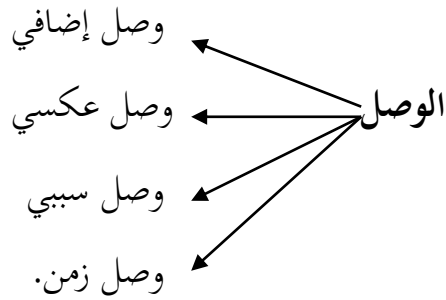 وصل إضافي
الوصل
وصل عكسي
وصل سببي
وصل زمن.